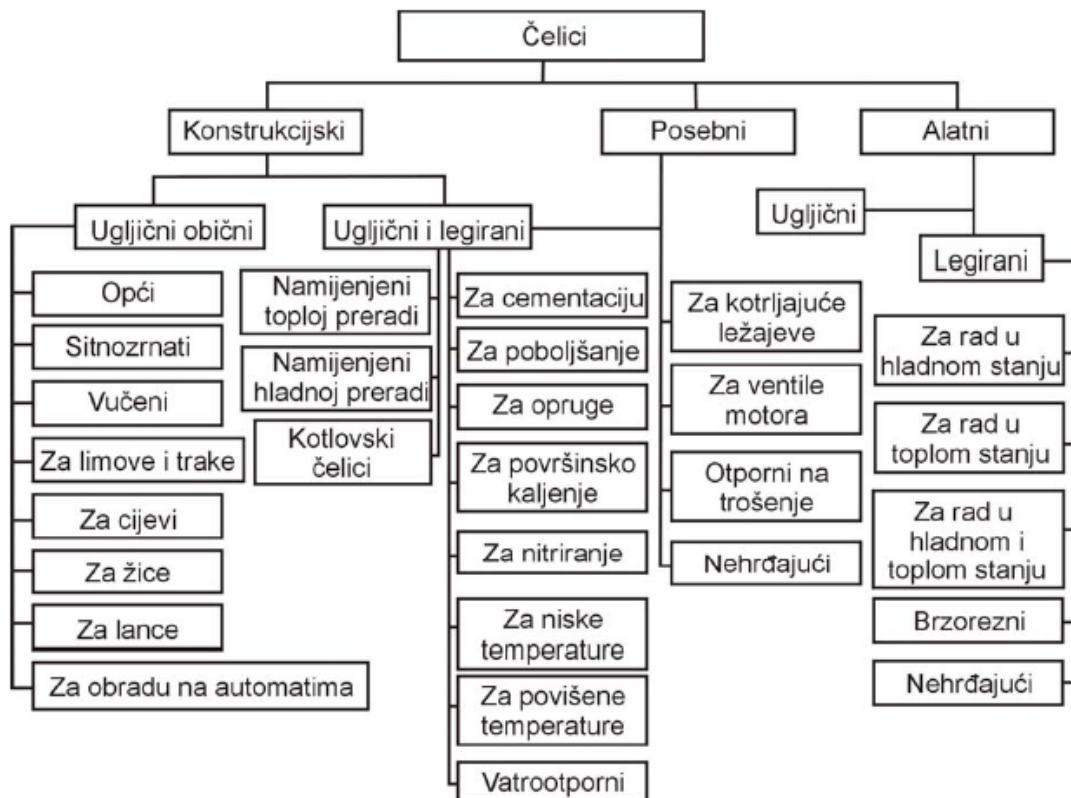 Čelici
Konstrukcijski
Posebni
Alatni
Ugljični obični
Ugljični i legirani
Ugljični
Legirani
Opći
Sitnozrnati
Vučeni
Za limove i trake
Za cijevi
Za žice
Za lance
Za obradu na automatima
Namijenjeni
toploj preradi
Namijenjeni
hladnoj preradi
Kotlovski
čelici
Za cementaciju
Za poboljšanje
Za opruge
Za površinsko
kaljenje
Za nitriranje
Za niske
temperature
Za povišene
temperature
Vatrootporni
Za kotrljajuće
ležajeve
Za ventile
motora
Otporni na
trošenje
Nehrđajući
Za rad u
hladnom stanju
Za rad u
toplom stanju
Za rad u
hladnom i
toplom stanju
Brzorezni
Nehrđajući